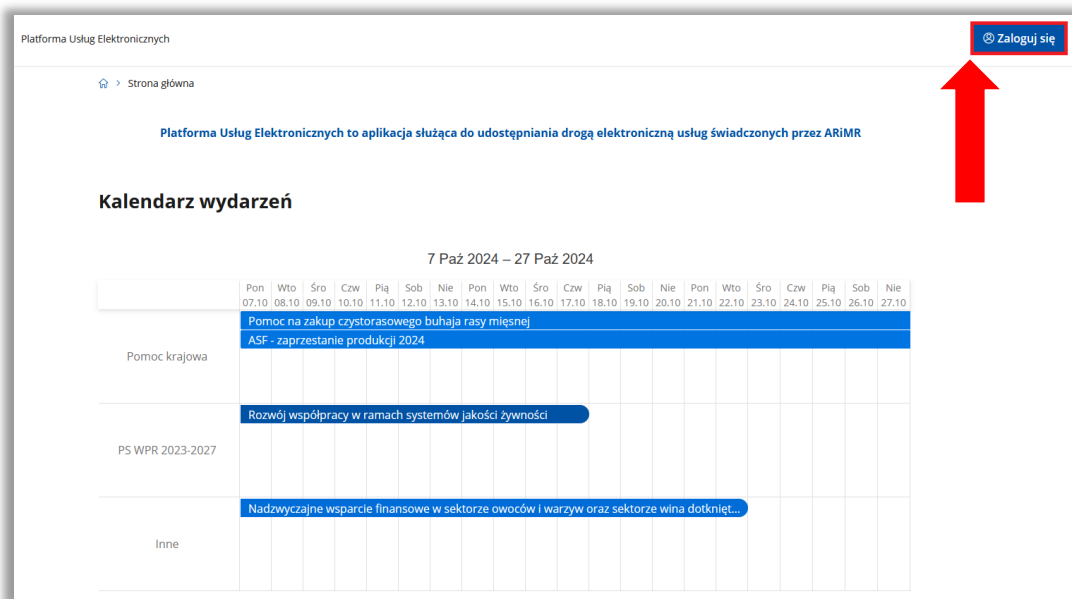 Platforma Usług Elektronicznych
Zaloguj się
Strona główna
Platforma Usług Elektronicznych to aplikacja służąca do udostępniania drogą elektroniczną usług świadczonych przez ARiMR
Kalendarz wydarzeń
7 Paź 2024 – 27 Paź 2024
Pon Wto Śro Czw Pią Sob Nie Pon Wto Śro Czw Pią Sob Nie Pon Wto Śro Czw Pią Sob Nie
07.10 08.10 09.10 10.10 11.10 12.10 13.10 14.10 15.10 16.10 17.10 18.10 19.10 20.10 21.10 22.10 23.10 24.10 25.10 26.10 27.10
Pomoc na zakup czystorasowego buhaja rasy mięsnej
ASF - zaprzestanie produkcji 2024
Pomoc krajowa
Rozwój współpracy w ramach systemów jakości żywności
PS WPR 2023-2027
Nadzwyczajne wsparcie finansowe w sektorze owoców i warzyw oraz sektorze wina dotknięt...
Inne